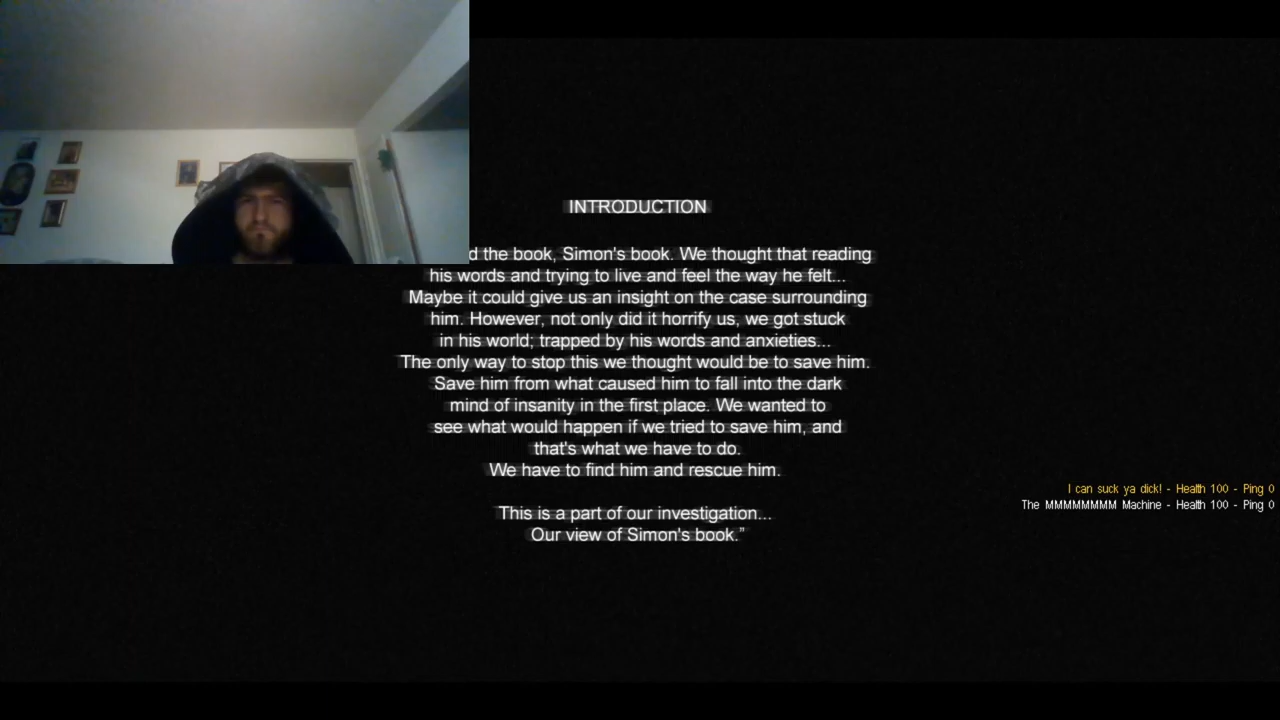 INTRODUCTION
the book, Simon's book. We thought that reading
his words and trying to live and feel the way he felt...
Maybe it could give us an insight on the case surrounding
him. However, not only did it horrify us, we got stuck
in his world; trapped by his words and anxieties...
The only way to stop this we thought would be to save him.
Save him from what caused him to fall into the dark
mind of insanity in the first place. We wanted to
see what would happen if we tried to save him, and
that's what we have to do.
We have to find him and rescue him.
This is a part of our investigation...
Our view of Simon's book.”
I can suck ya dick! - Health 100 - Ping 0
The MMMMMMMM Machine - Health 100 - Ping 0